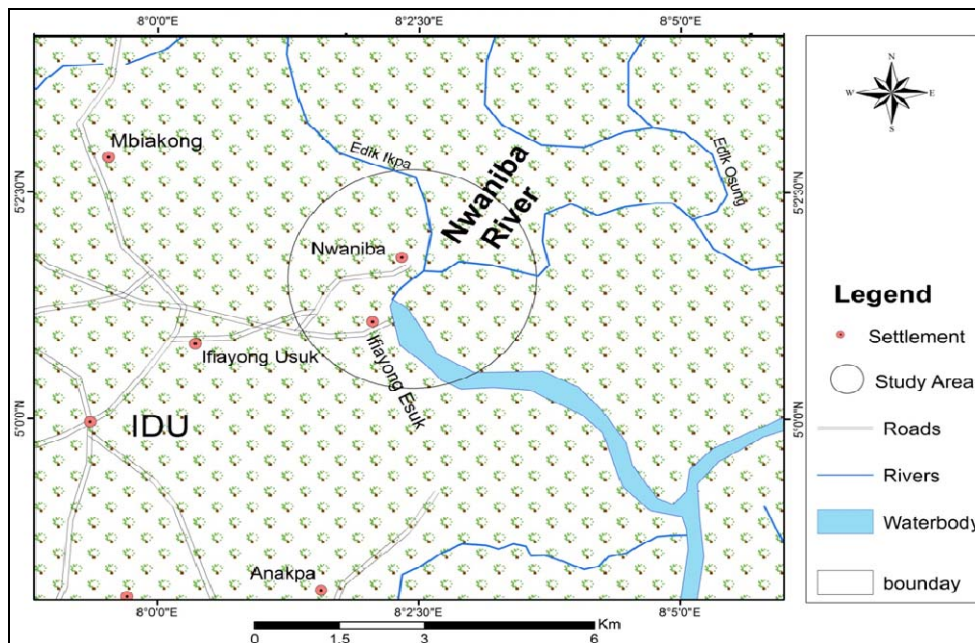 8°0'0"E
8°2'30"E
8°5'0"E
N
W
E
S
Mbiakong
Edik Ikpa
Nwaniba
River
Edik Osung
5°2'30"N
5°2'30"N
Nwaniba
Legend
Settlement
Ifiayong Usuk
Ifiayong Esuk
Study Area
5°0'0"N
5°0'0"N
IDU
Roads
Rivers
Waterbody
Anakpa
bounday
8°0'0"E
8°2'30"E
8°5'0"E
Km
0
1.5
3
6